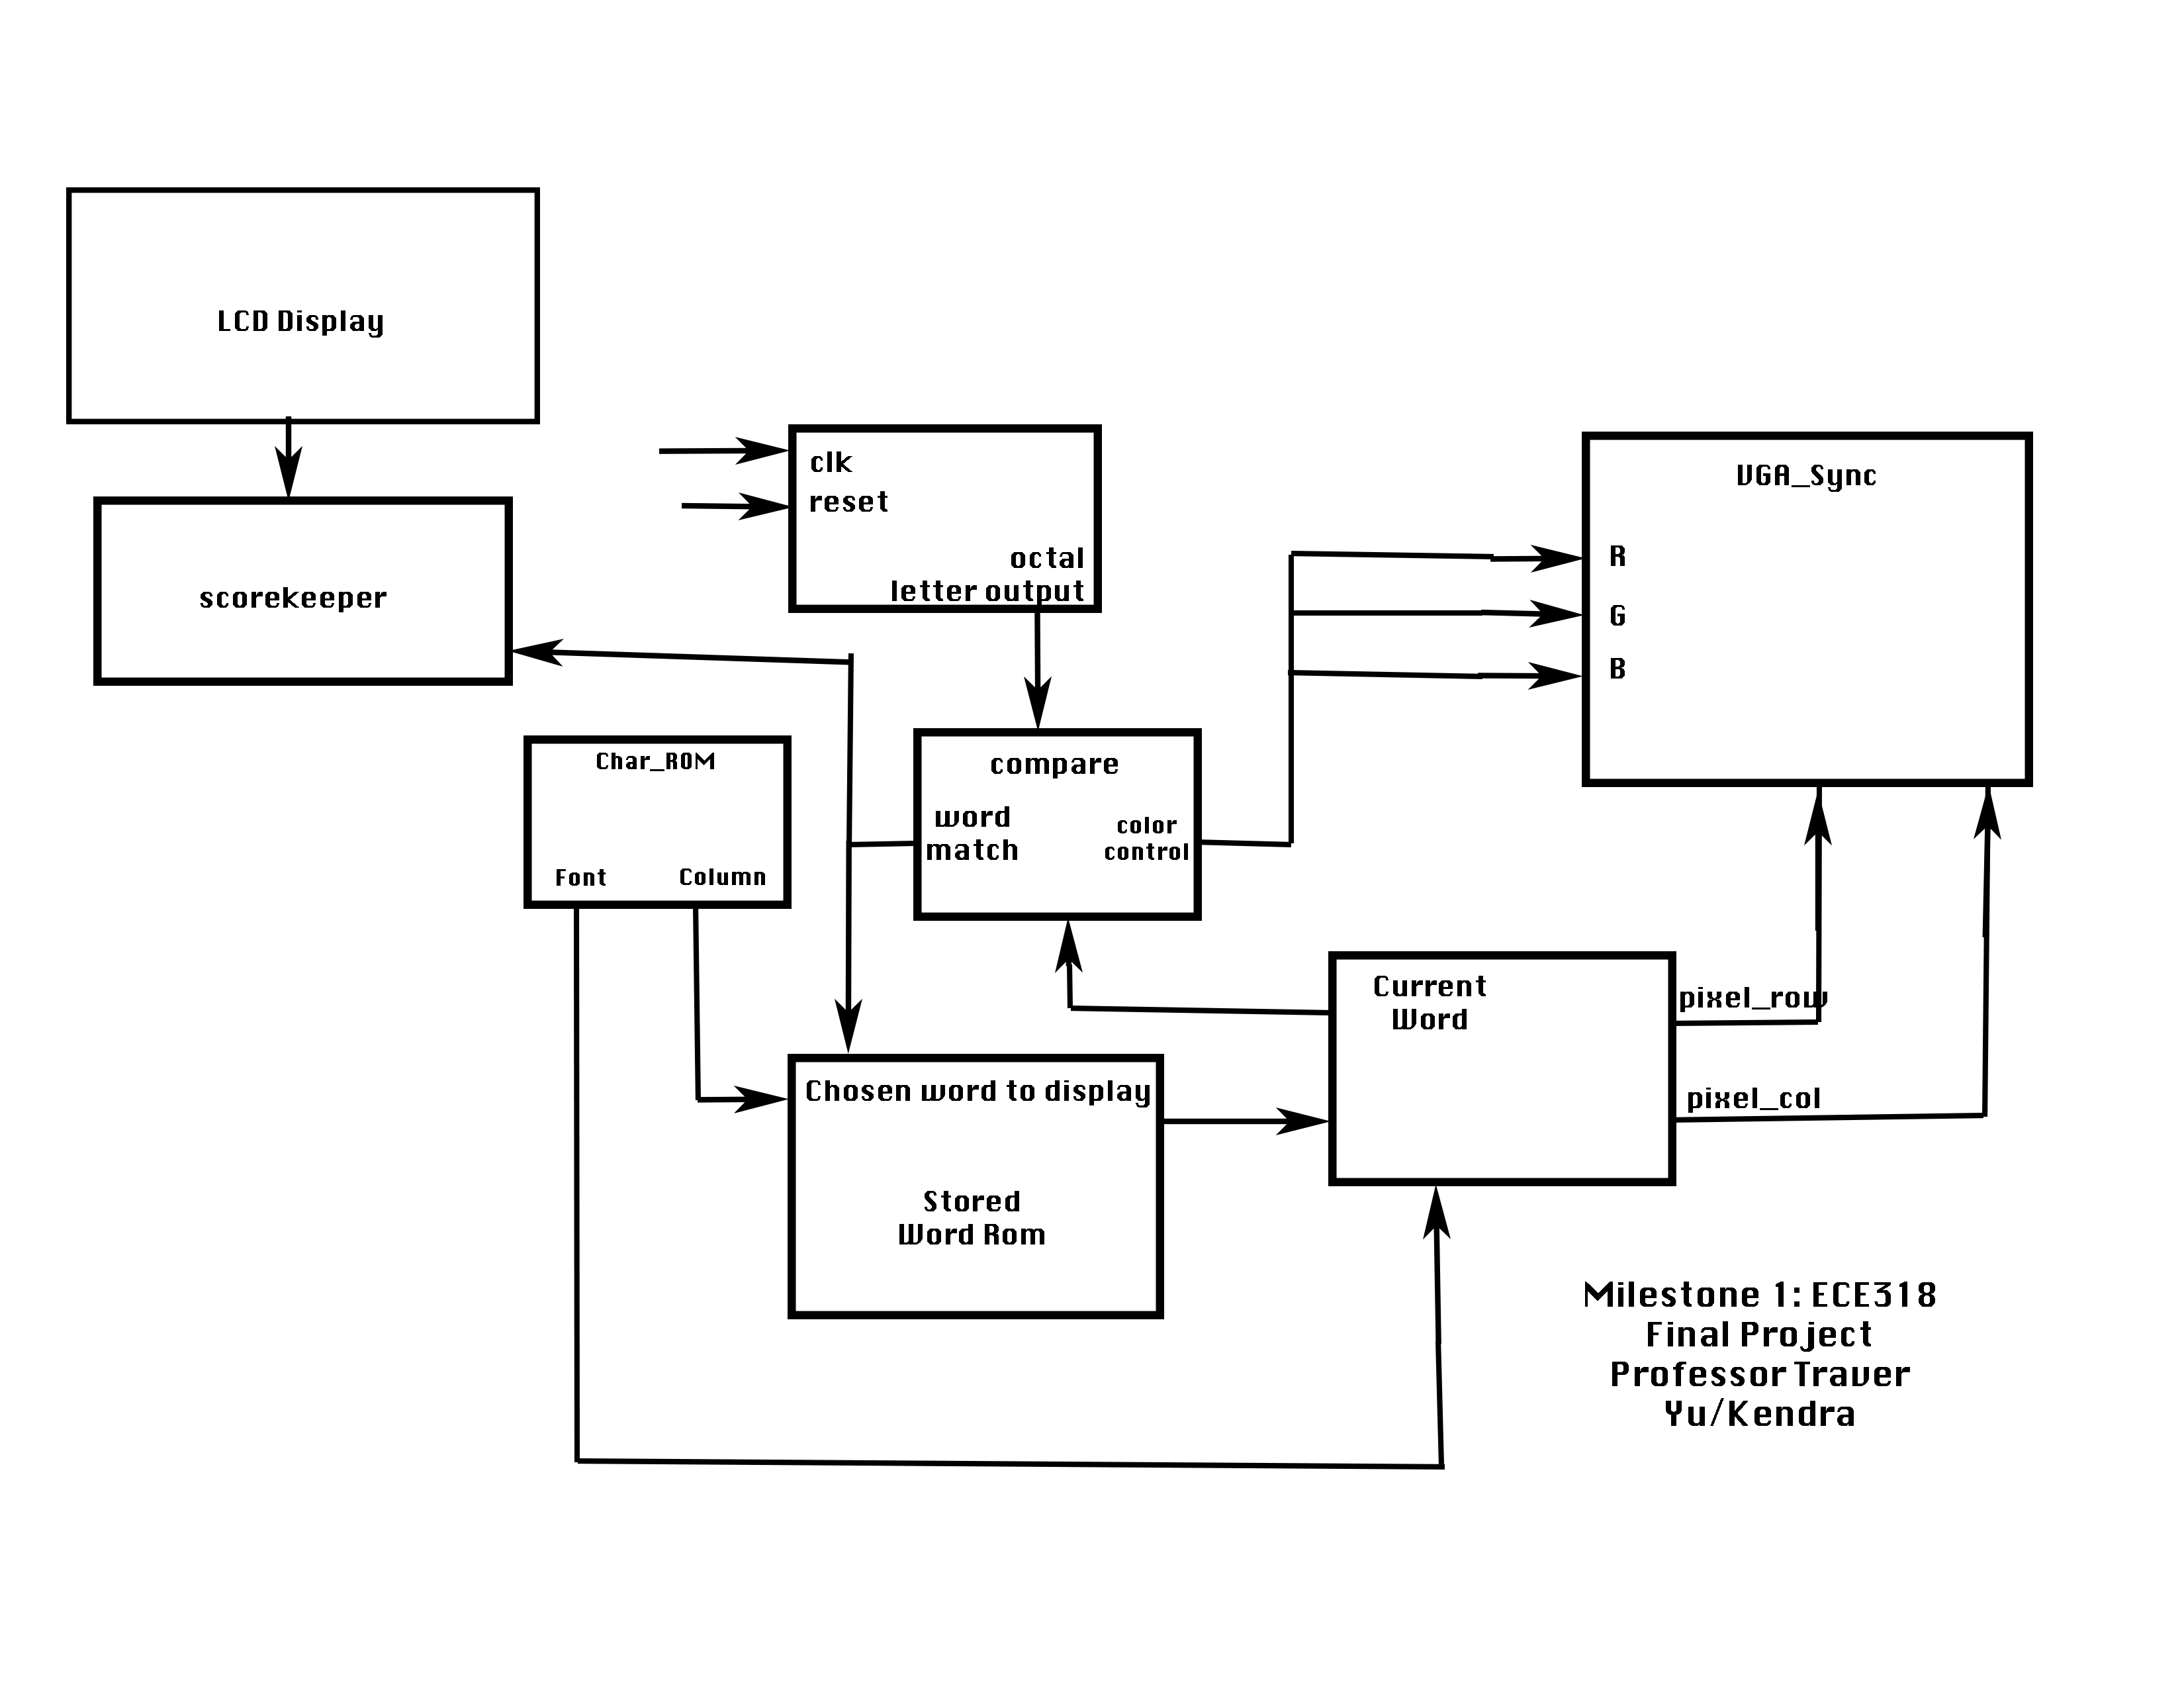 LCD Display
scorekeeper
clk
reset
octal
letter output
VGA_Sync
R
G
B
Char_ROM
Font
Column
compare
word
match
color
control
Current
Word
pixel_row
pixel_col
Chosen word to display
Stored
Word Rom
Milestone 1: ECE318
Final Project
Professor Traver
Yu/Kendra